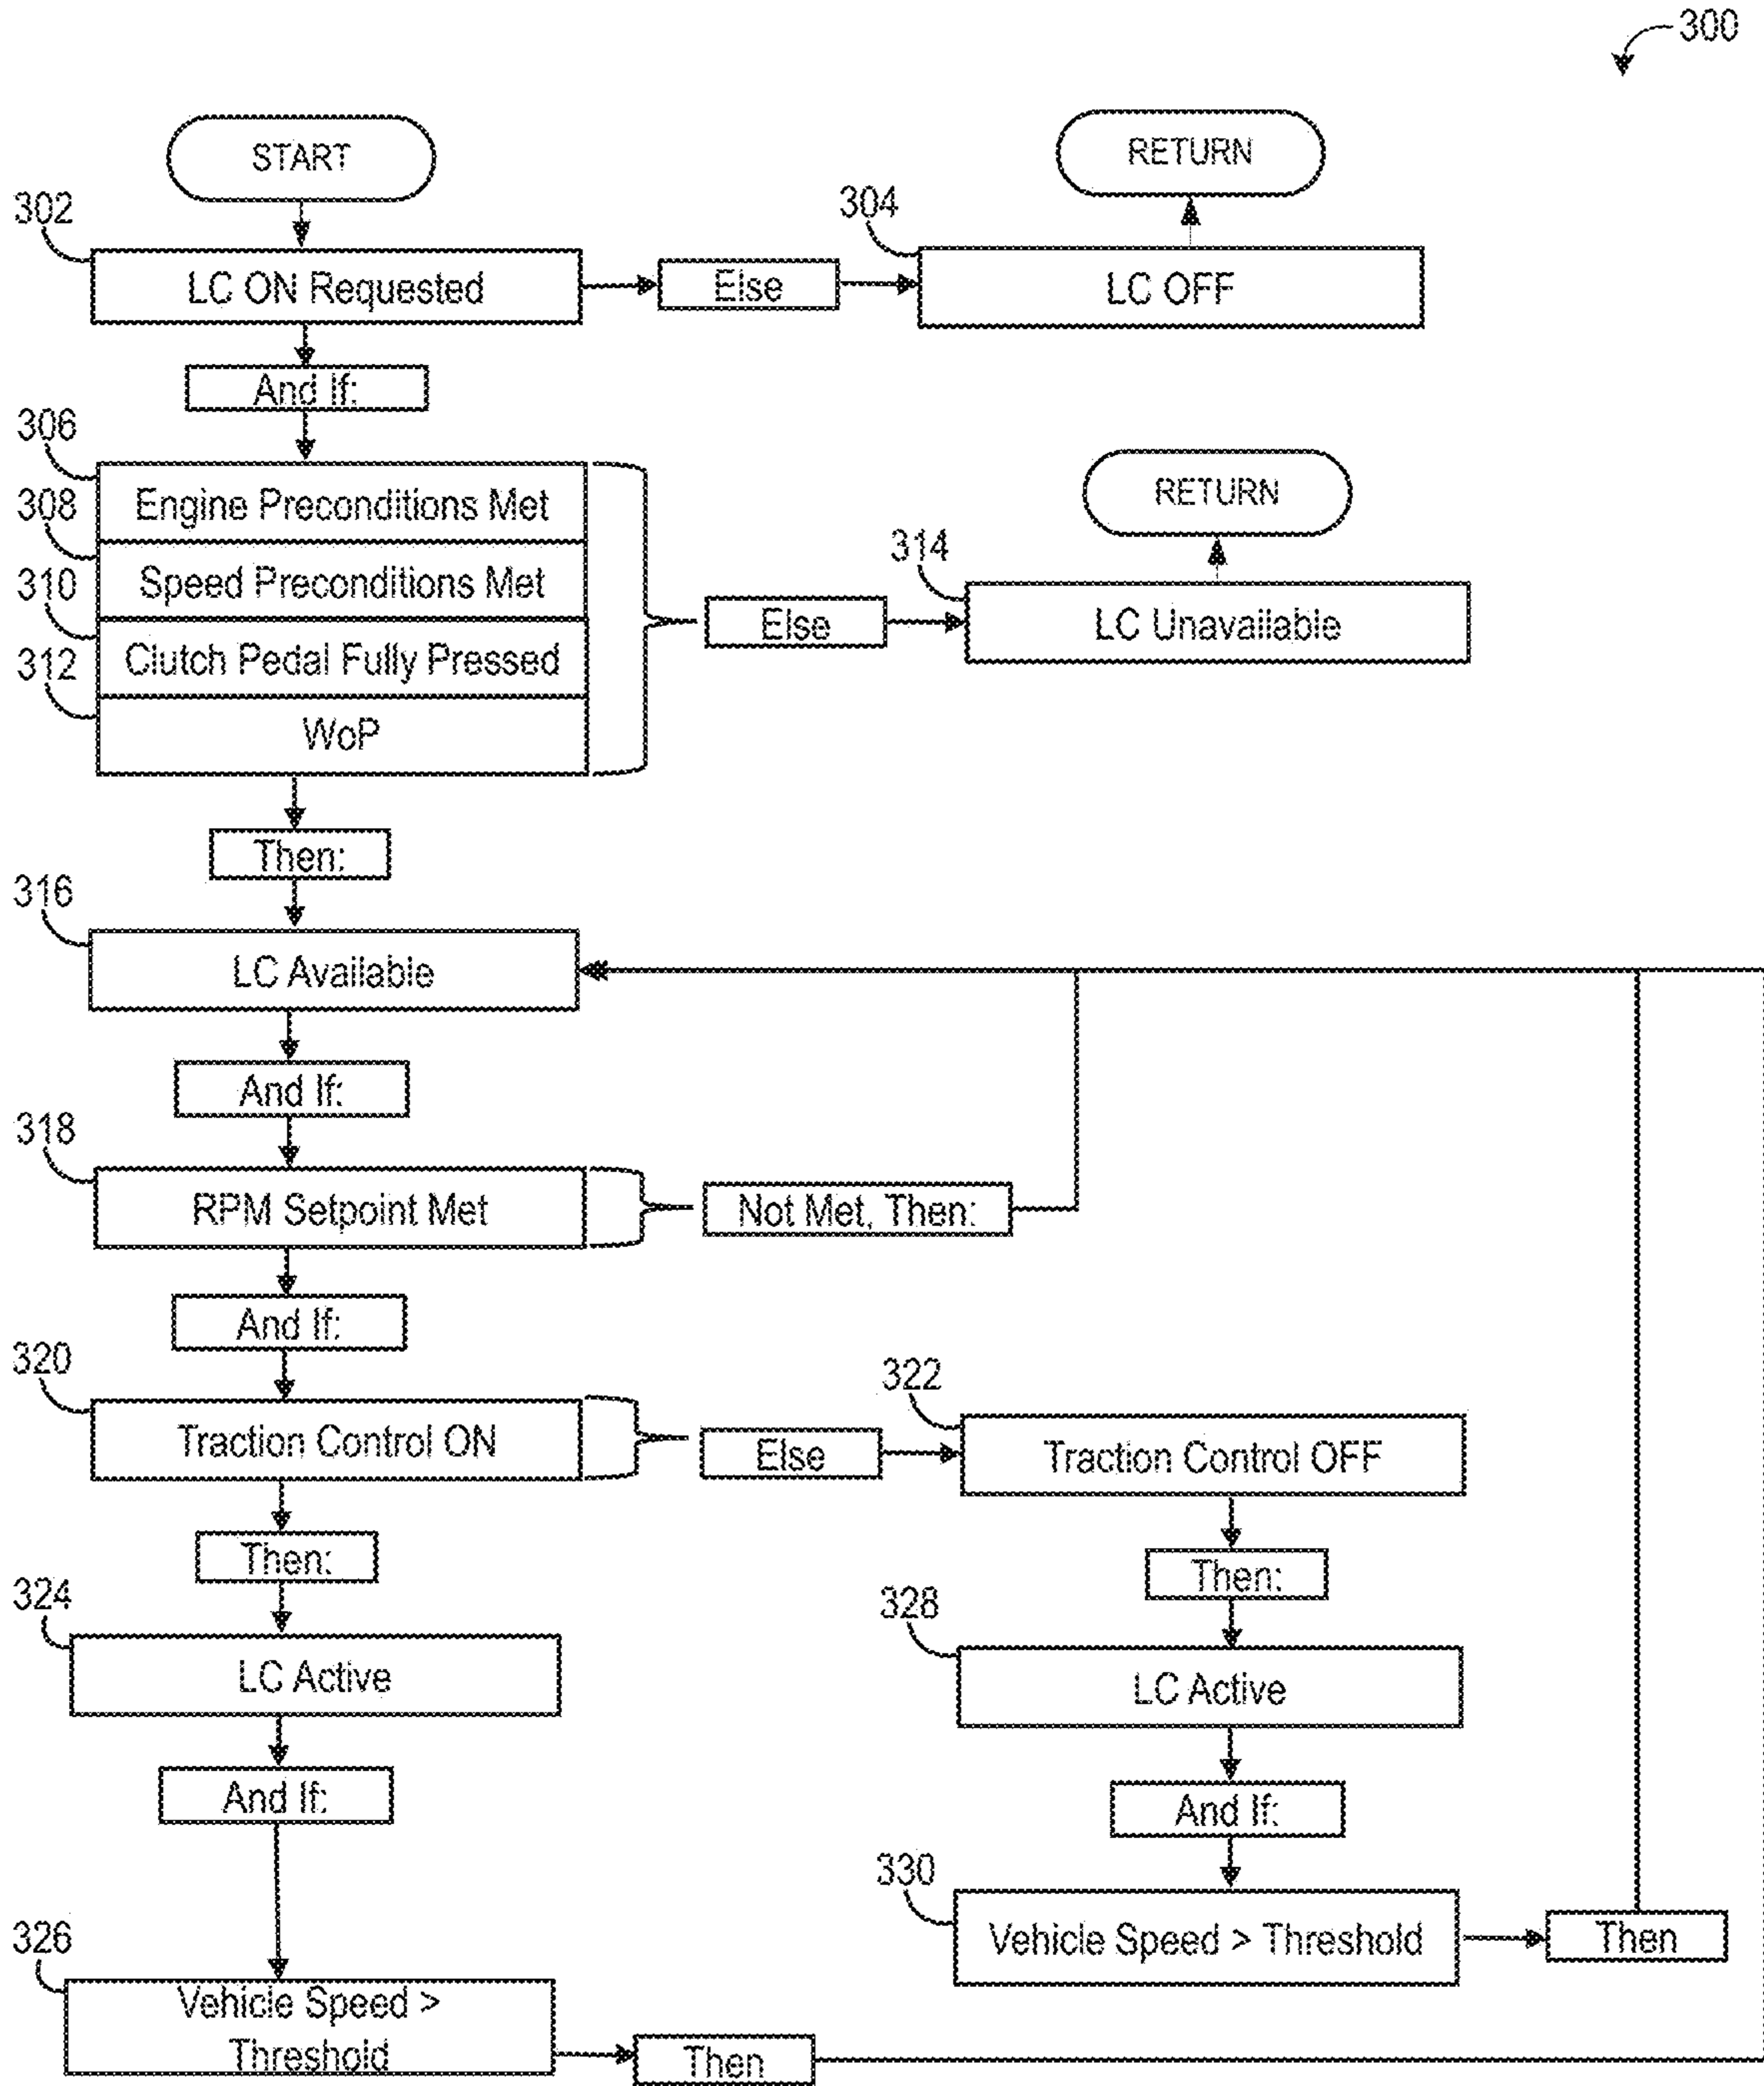 300
START
RETURN
302
304
LC ON Requested
Else
LC OFF
And If:
306
Engine Preconditions Met
RETURN
308
Speed Preconditions Met
314
310
Clutch Pedal Fully Pressed
Else
LC Unavailable
312
WoP
Then:
316
LC Available
And If:
318
RPM Setpoint Met
Not Met, Then:
And If:
320
322
Traction Control ON
Else
Traction Control OFF
Then:
Then:
324
328
LC Active
LC Active
And If:
And If:
330
Vehicle Speed > Threshold
Then
326
Vehicle Speed >
Threshold
Then